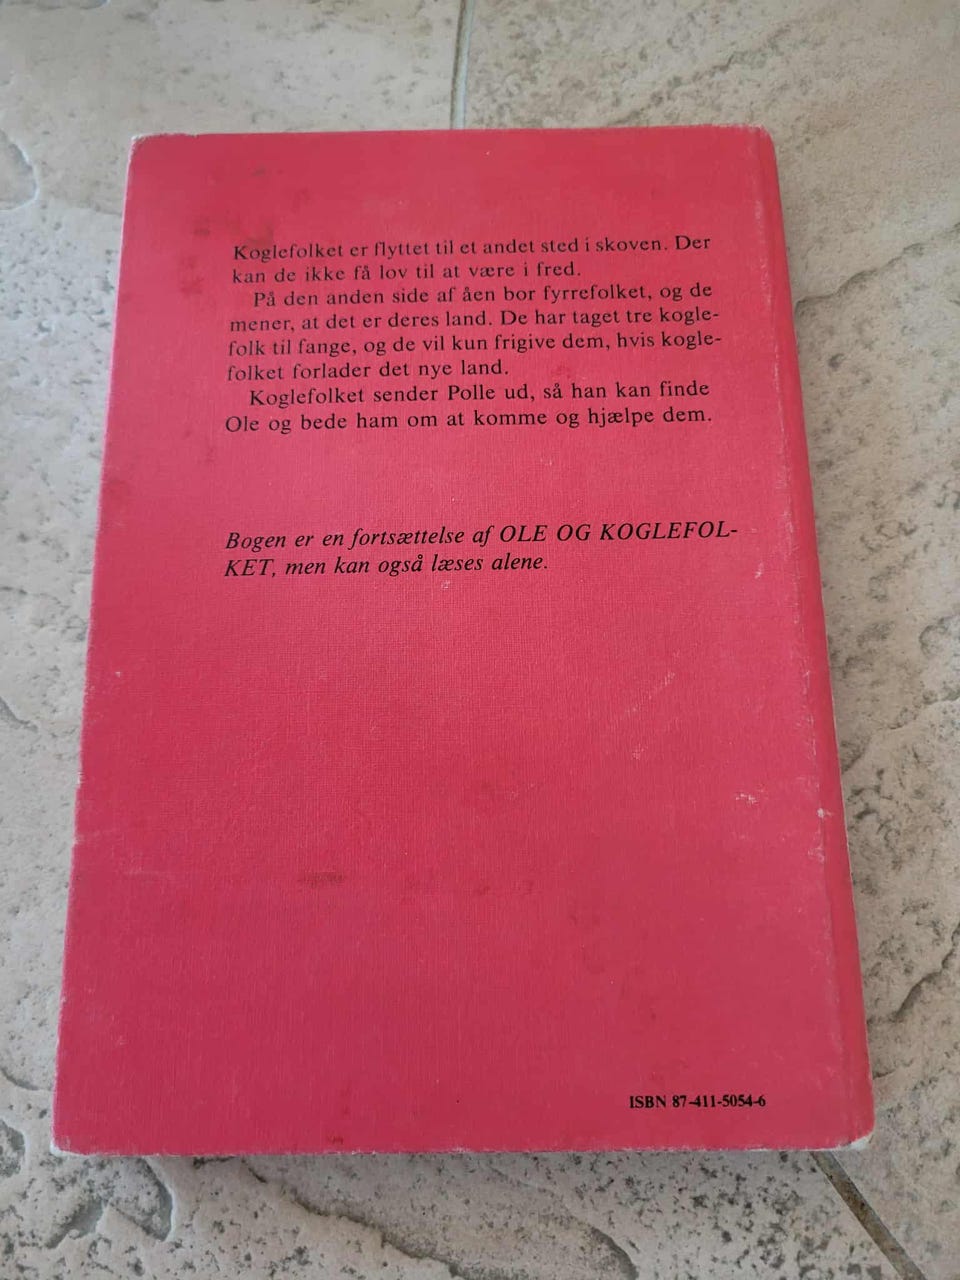 Koglefolket er flyttet til et andet sted i skoven. Der
kan de ikke få lov til at være i fred.
På den anden side af åen bor fyrrefolket, og de
mener, at det er deres land. De har taget tre kogle-
folk til fange, og de vil kun frigive dem, hvis kogle-
folket forlader det nye land.
Koglefolket sender Polle ud, så han kan finde
Ole og bede ham om at komme og hjælpe dem.
Bogen er en fortsættelse af OLE OG KOGLEFOL-
KET, men kan også læses alene.
ISBN 87-411-5054-6